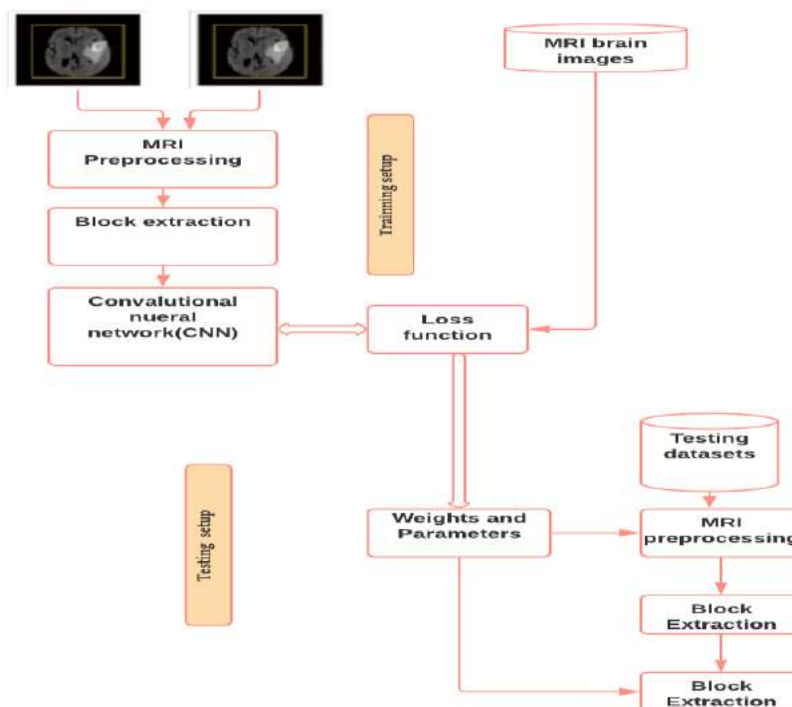 MRI brain
images
MRI
Preprocessing
Trainning setup
Block extraction
Convalutional
nueral
network(CNN)
Loss
function
Testing
datasets
Testing setup
Weights and
Parameters
MRI
preprocessing
Block
Extraction
Block
Extraction